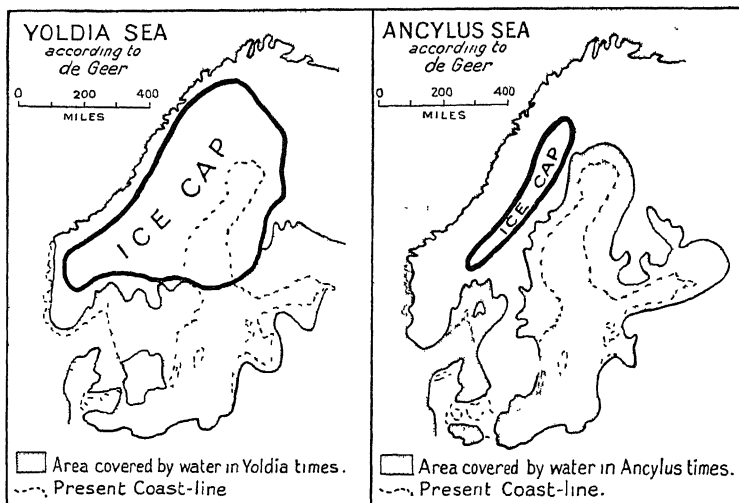 YOLDIA SEA
according to
de Geer
0 200 400
MILES
ICE CAP
Area covered by water in Yoldia times.
Present Coast-line
ANCYLUS SEA
according to
de Geer
0 200 400
MILES
ICE CAP
Area covered by water in Ancylus times.
Present Coast-line.